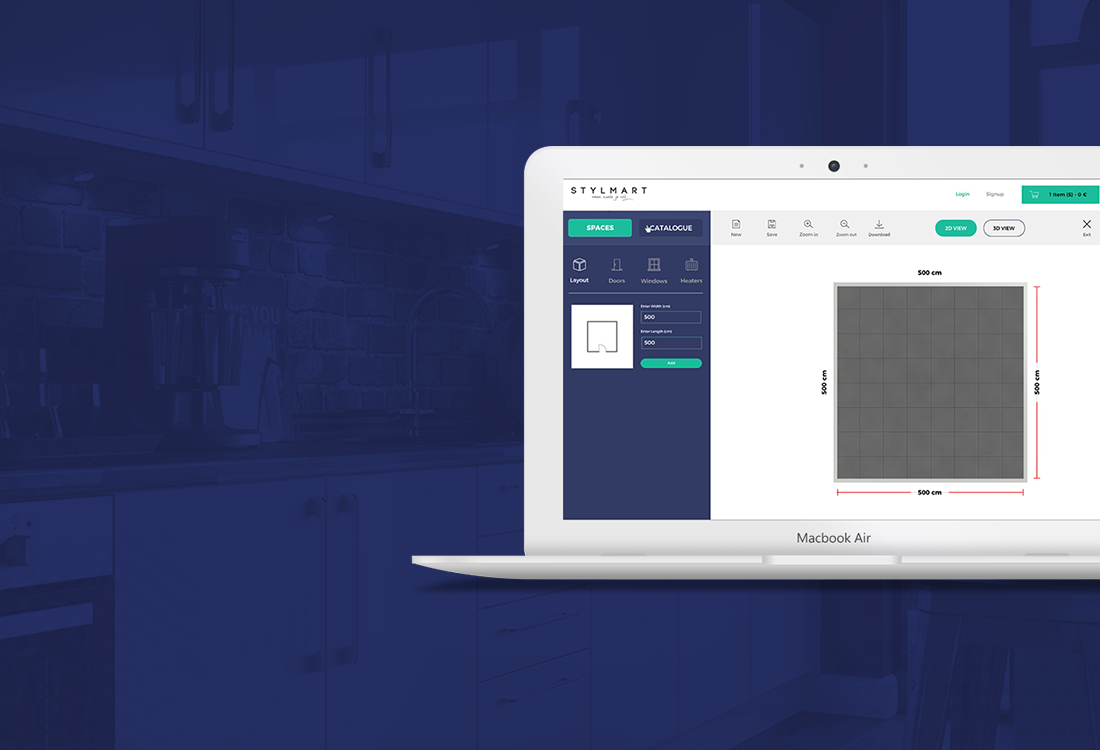 STYLMART
Login
Signup
1 Item (S) - 0 €
SPACES
CATALOGUE
New
Save
Zoom in
Zoom out
Download
2D VIEW
3D VIEW
Exit
Layout
Doors
Windows
Heaters
Enter Width (cm)
500
Enter Length (cm)
500
Add
500 cm
500 cm
500 cm
500 cm
Macbook Air